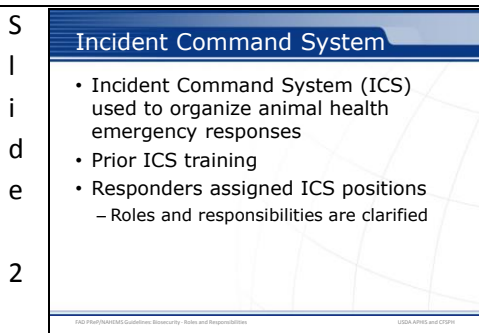 Slide 2
Incident Command System
• Incident Command System (ICS)
used to organize animal health
emergency responses
• Prior ICS training
• Responders assigned ICS positions
– Roles and responsibilities are clarified
FAD PReP/NAHEMS Guidelines: Biosecurity - Roles and Responsibilities
USDA APHIS and CFSPH